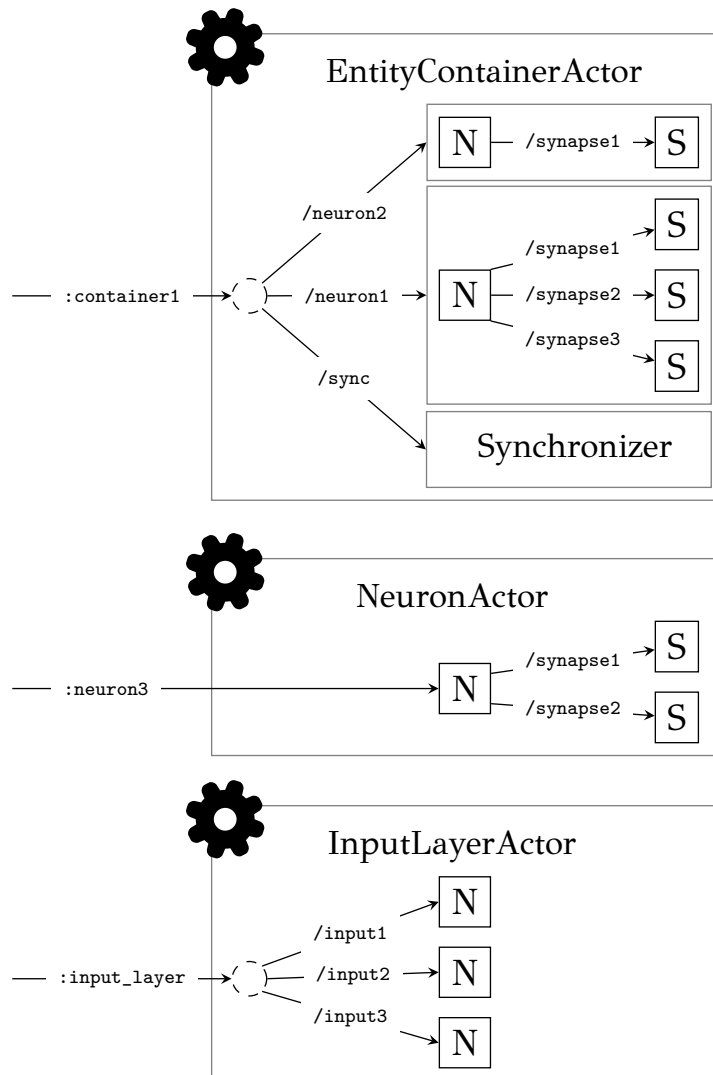 EntityContainerActor
N /synapse1 S
/neuron2
S
/synapse1
:container1 /neuron1 N /synapse2 S
/synapse3
S
/sync
Synchronizer
NeuronActor
/synapse1 S
:neuron3 N
/synapse2 S
InputLayerActor
N
/input1
:input_layer /input2 N
/input3
N